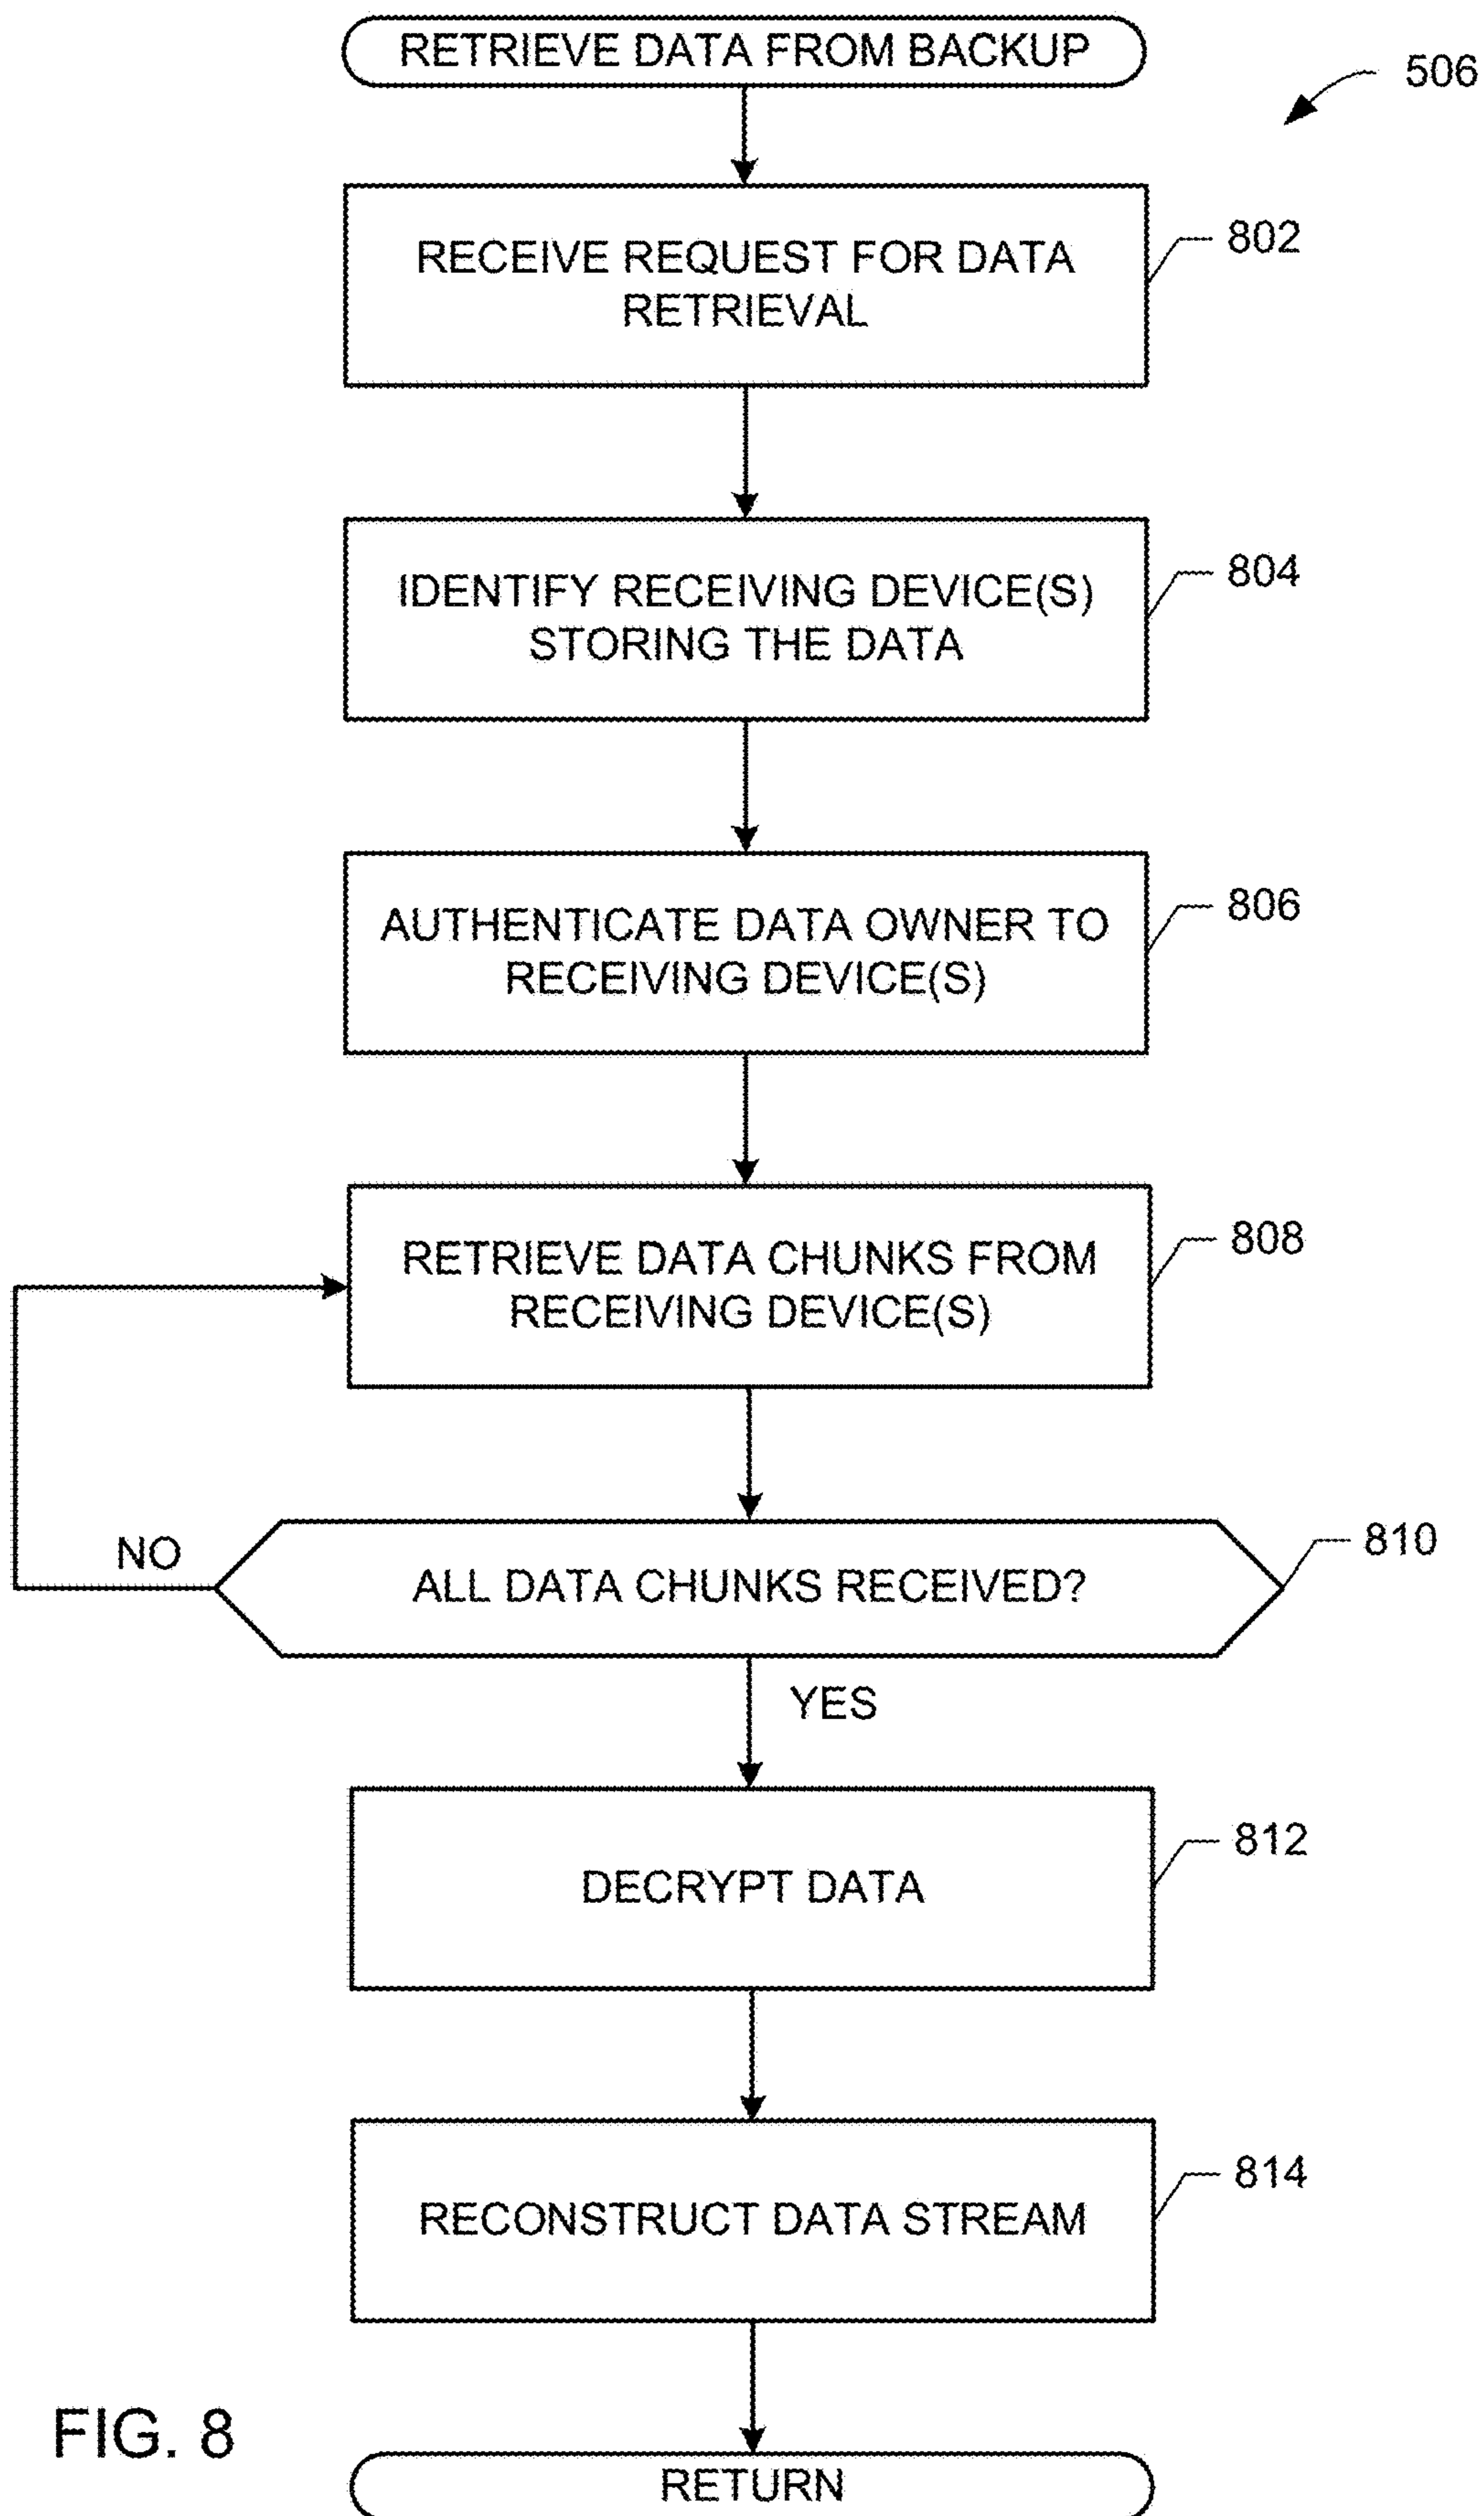 RETRIEVE DATA FROM BACKUP
506
RECEIVE REQUEST FOR DATA
RETRIEVAL
802
IDENTIFY RECEIVING DEVICE(S)
STORING THE DATA
804
AUTHENTICATE DATA OWNER TO
RECEIVING DEVICE(S)
806
RETRIEVE DATA CHUNKS FROM
RECEIVING DEVICE(S)
808
NO
ALL DATA CHUNKS RECEIVED?
810
YES
DECRYPT DATA
812
RECONSTRUCT DATA STREAM
814
FIG. 8
RETURN